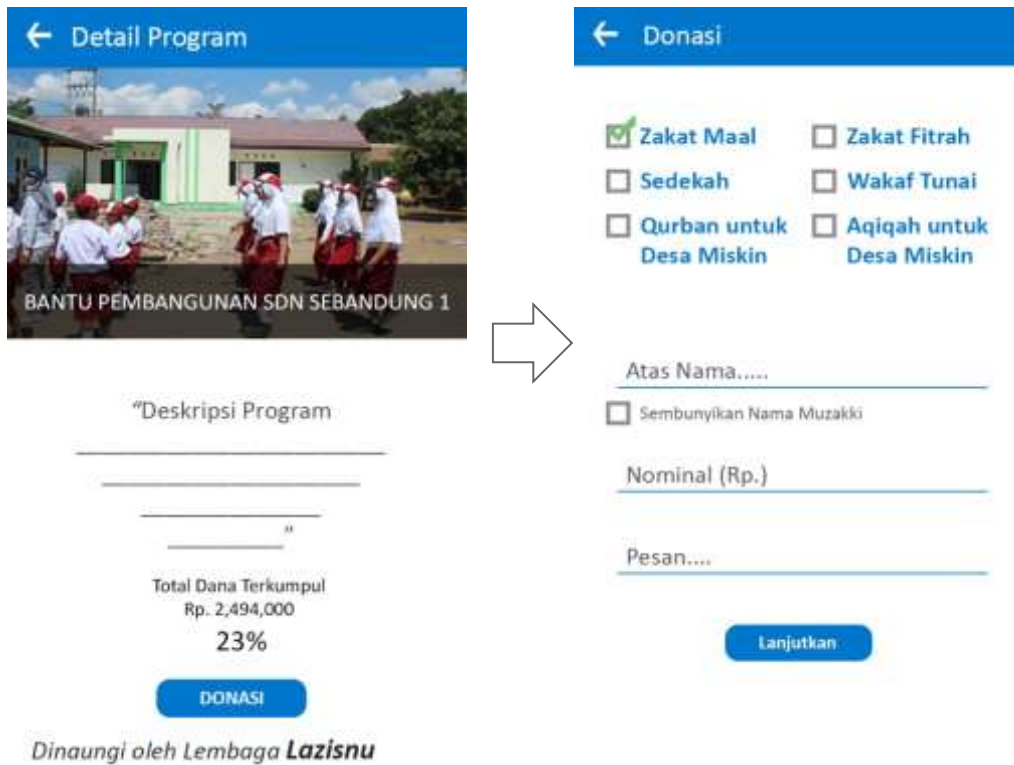 Detail Program
BANTU PEMBANGUNAN SDN SEBANDUNG 1
“Deskripsi Program
”
Total Dana Terkumpul
Rp. 2,494,000
23%
DONASI
Dinaungi oleh Lembaga Lazisnu
Donasi
Zakat Maal
Zakat Fitrah
Sedekah
Wakaf Tunai
Qurban untuk
Desa Miskin
Aqiqah untuk
Desa Miskin
Atas Nama.....
Sembunyikan Nama Muzakki
Nominal (Rp.)
Pesan....
Lanjutkan